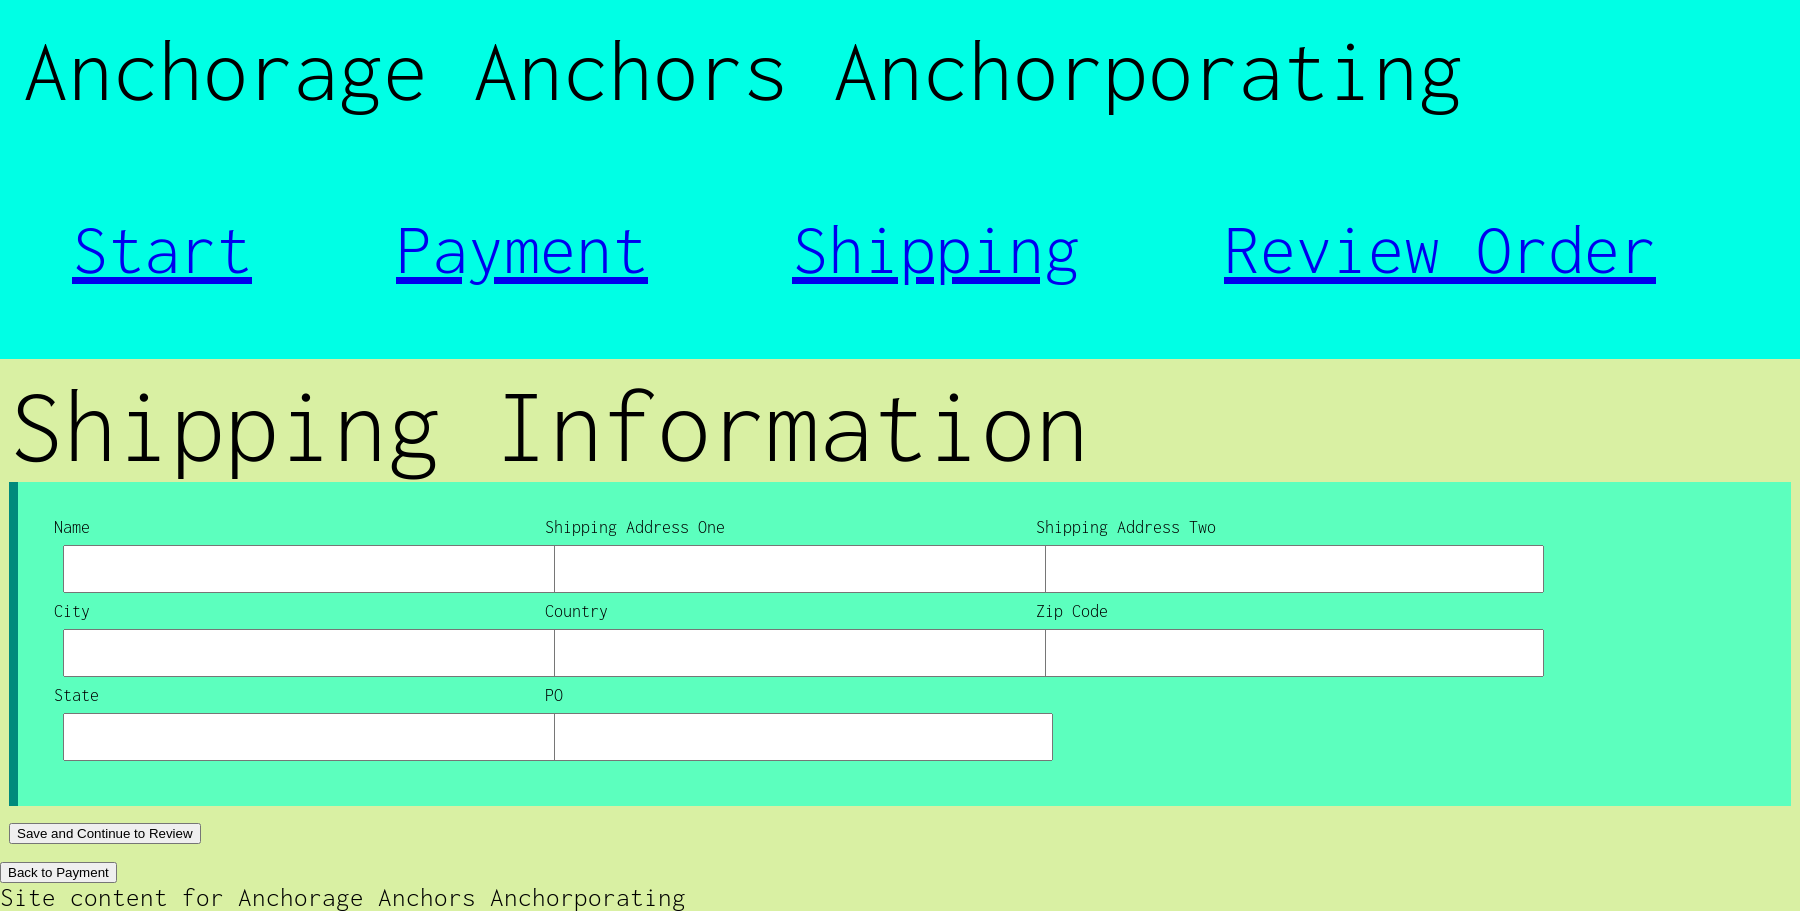 Anchorage Anchors Anchorporating
Start Payment Shipping Review Order
Shipping Information
Name Shipping Address One Shipping Address Two
City Country Zip Code
State PO
Save and Continue to Review
Back to Payment
Site content for Anchorage Anchors Anchorporating